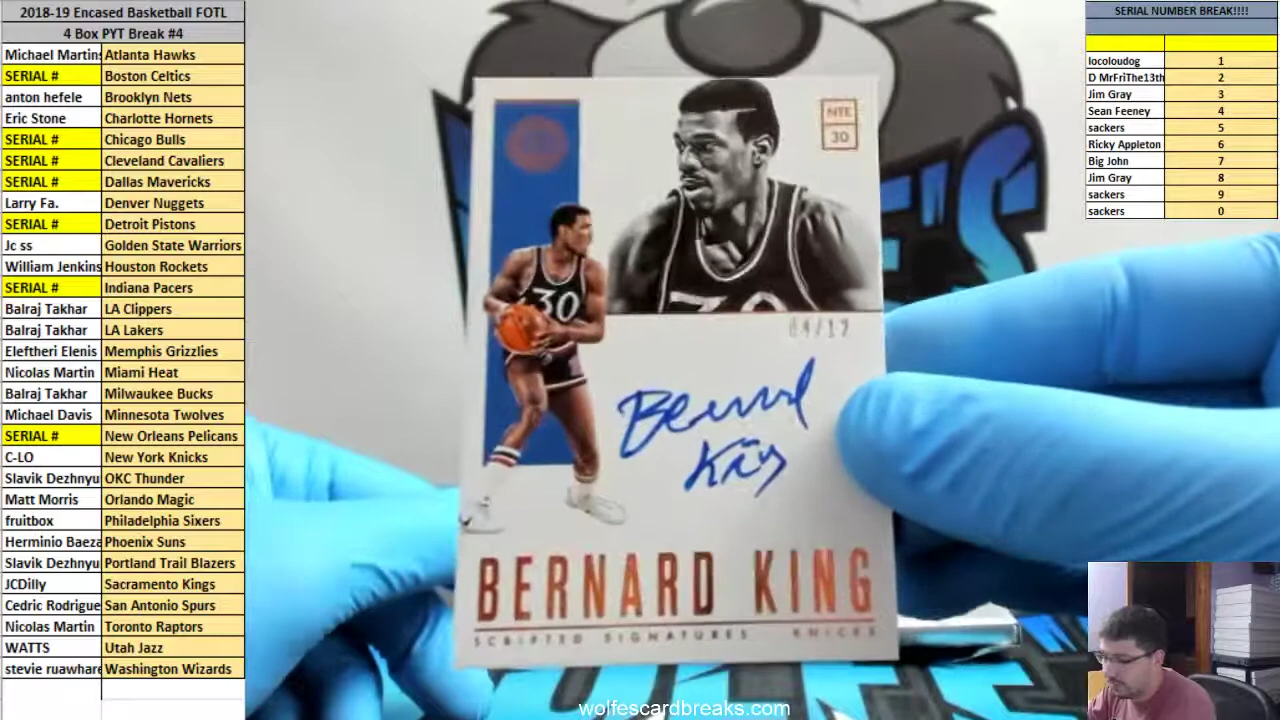 2018-19 Encased Basketball FOTL
4 Box PYT Break #4
Michael Martins Atlanta Hawks
SERIAL # Boston Celtics
anton hefele Brooklyn Nets
Eric Stone Charlotte Hornets
SERIAL # Chicago Bulls
SERIAL # Cleveland Cavaliers
SERIAL # Dallas Mavericks
Larry Fa. Denver Nuggets
SERIAL # Detroit Pistons
Jc ss Golden State Warriors
William Jenkins Houston Rockets
SERIAL # Indiana Pacers
Balraj Takhar LA Clippers
Balraj Takhar LA Lakers
Eleftheri Elenis Memphis Grizzlies
Nicolas Martin Miami Heat
Balraj Takhar Milwaukee Bucks
Michael Davis Minnesota Twolves
SERIAL # New Orleans Pelicans
C-LO New York Knicks
Slavik Dezhnyu OKC Thunder
Matt Morris Orlando Magic
fruitbox Philadelphia Sixers
Herminio Baeza Phoenix Suns
Slavik Dezhnyu Portland Trail Blazers
JCDilly Sacramento Kings
Cedric Rodrigue San Antonio Spurs
Nicolas Martin Toronto Raptors
WATTS Utah Jazz
stevie ruawhare Washington Wizards
NTE
30
30
30
04/12
Bernard
King
BERNARD KING
SCRIPTED SIGNATURES KNICKS
wolfescardbreaks.com
SERIAL NUMBER BREAK!!!!
locoloudog 1
D MrFriThe13th 2
Jim Gray 3
Sean Feeney 4
sackers 5
Ricky Appleton 6
Big John 7
Jim Gray 8
sackers 9
sackers 0